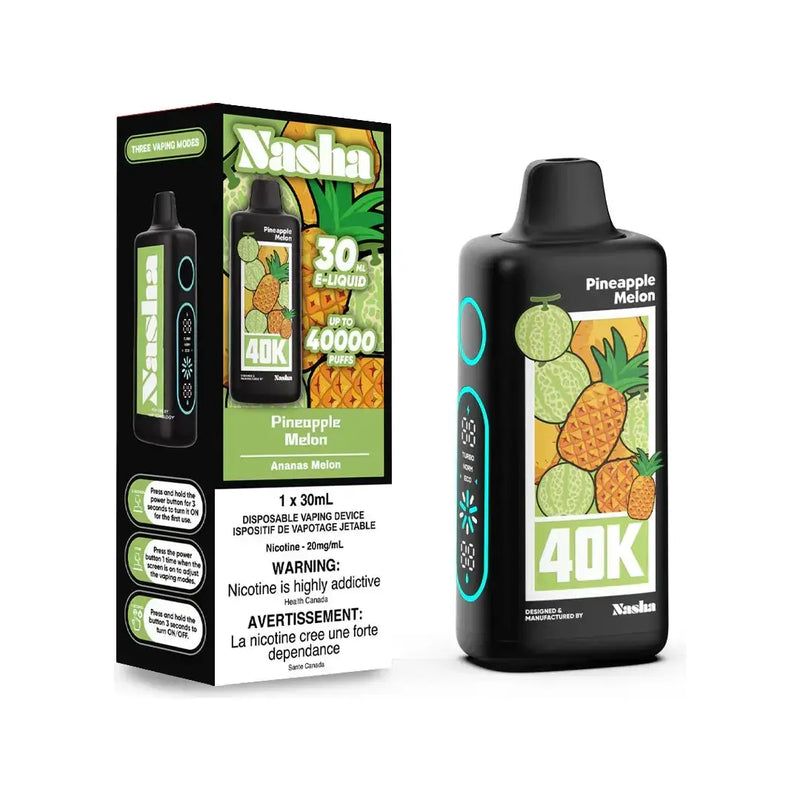 THREE VAPING MODES
Nasha
Press and hold the
power button for 3
seconds to turn it ON
for the first use.
Press the power
button 1 time when the
screen is on to adjust
the vaping modes.
Press and hold the
button 3 seconds to
turn ON/OFF.
Nasha
Pineapple
Melon
40K
Nasha
30 ML
E-LIQUID
UP TO
40000
PUFFS
Pineapple
Melon
Ananas Melon
1 x 30mL
DISPOSABLE VAPING DEVICE
ISPOSITIF DE VAPOTAGE JETABLE
Nicotine - 20mg/mL
WARNING:
Nicotine is highly addictive
Health Canada
AVERTISSEMENT:
La nicotine cree une forte
dependance
Sante Canada
Pineapple
Melon
TURBO
NORM
ECO
40K
DESIGNED &
MANUFACTURED BY
Nasha